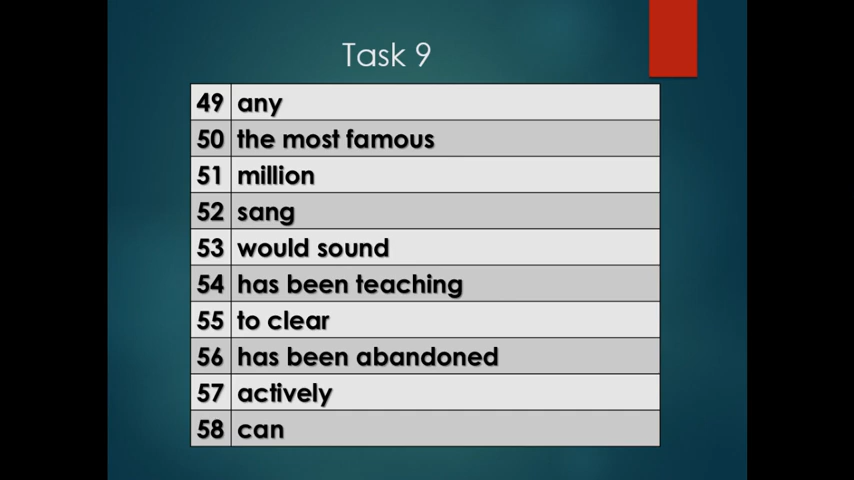 Task 9
49 any
50 the most famous
51 million
52 sang
53 would sound
54 has been teaching
55 to clear
56 has been abandoned
57 actively
58 can